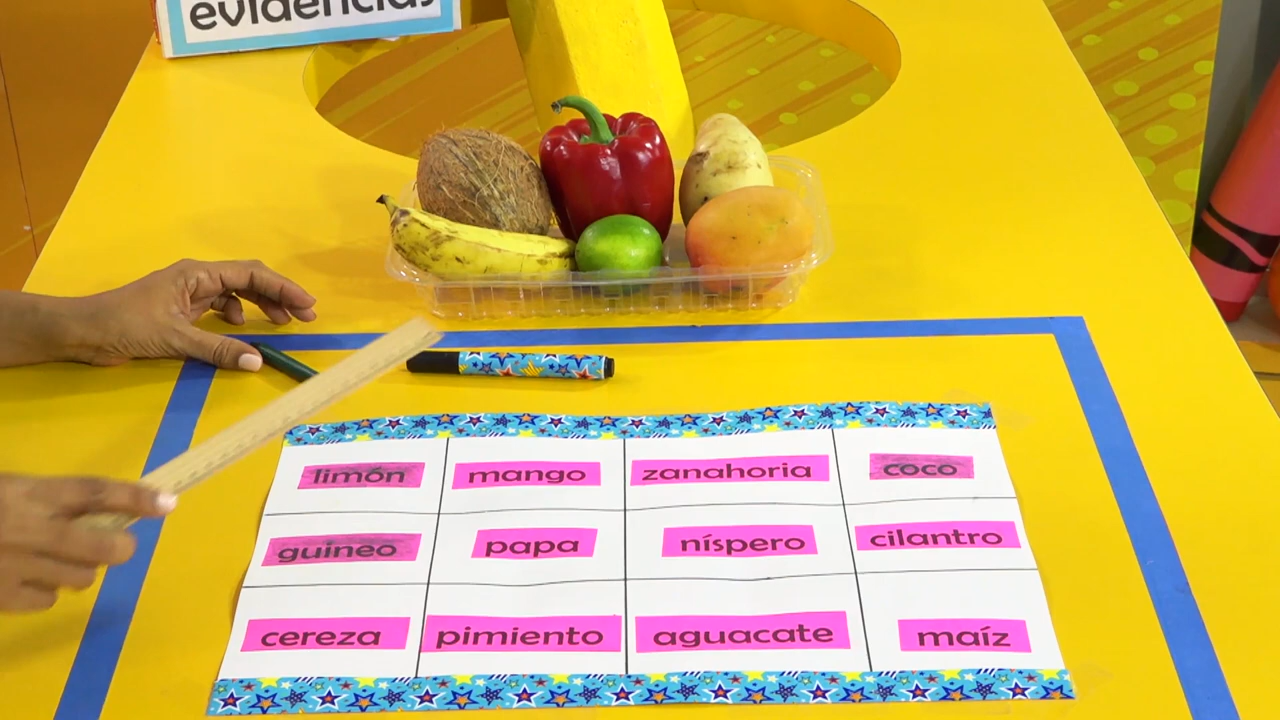 evidencias
limón mango zanahoria coco
guineo papa níspero cilantro
cereza pimiento aguacate maíz